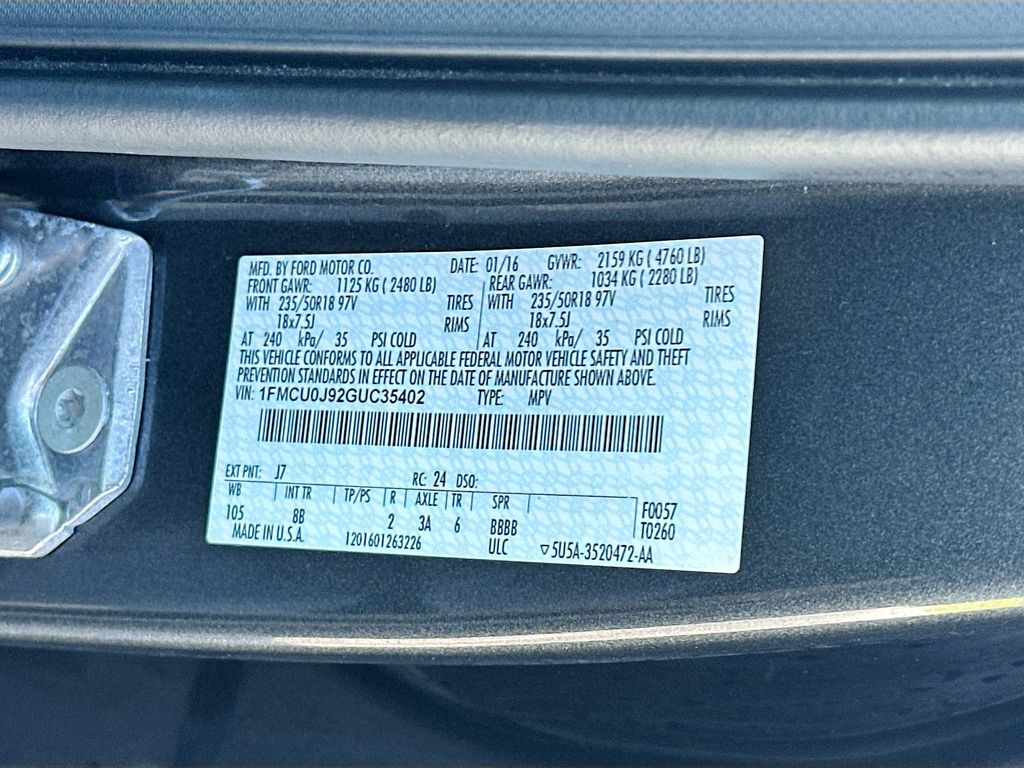 MFD. BY FORD MOTOR CO. DATE: 01/16 GVWR: 2159 KG ( 4760 LB)
FRONT GAWR: 1125 KG ( 2480 LB) REAR GAWR: 1034 KG ( 2280 LB)
WITH 235/50R18 97V TIRES WITH 235/50R18 97V TIRES
18x7.5J RIMS 18x7.5J RIMS
AT 240 kPa/ 35 PSI COLD AT 240 kPa/ 35 PSI COLD
THIS VEHICLE CONFORMS TO ALL APPLICABLE FEDERAL MOTOR VEHICLE SAFETY AND THEFT
PREVENTION STANDARDS IN EFFECT ON THE DATE OF MANUFACTURE SHOWN ABOVE.
VIN: 1FMCU0J92GUC35402 TYPE: MPV
EXT PNT: J7 RC: 24 DSO:
WB INT TR TP/PS R AXLE TR SPR F0057
105 8B 2 3A 6 BBBB T0260
MADE IN U.S.A. 1201601263226 ULC ▽5U5A-3520472-AA